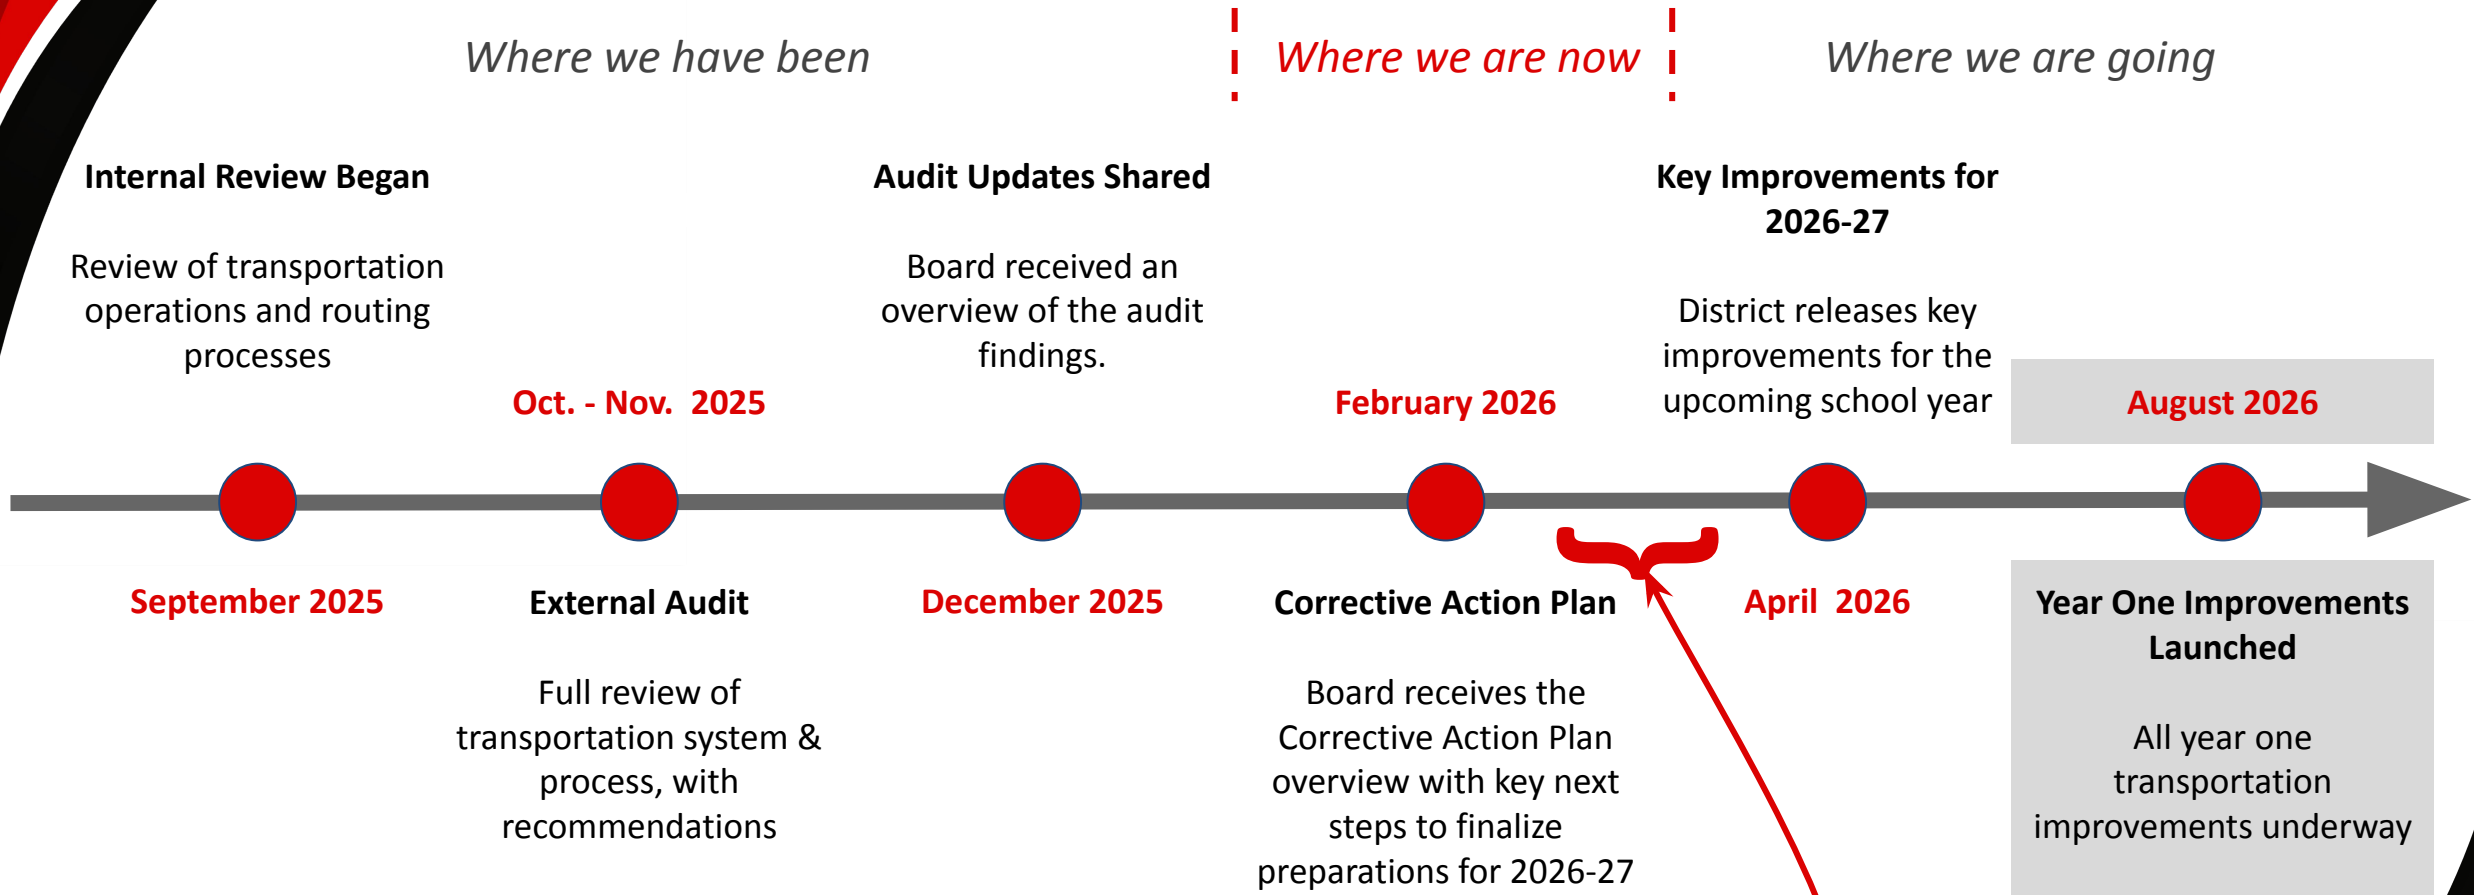 Where we have been
Where we are now
Where we are going
Internal Review Began
Review of transportation
operations and routing
processes
September 2025
Oct. - Nov.  2025
External Audit
Full review of
transportation system &
process, with
recommendations
Audit Updates Shared
Board received an
overview of the audit
findings.
December 2025
February 2026
Corrective Action Plan
Board receives the
Corrective Action Plan
overview with key next
steps to finalize
preparations for 2026-27
Key Improvements for
2026-27
District releases key
improvements for the
upcoming school year
April  2026
August 2026
Year One Improvements
Launched
All year one
transportation
improvements underway